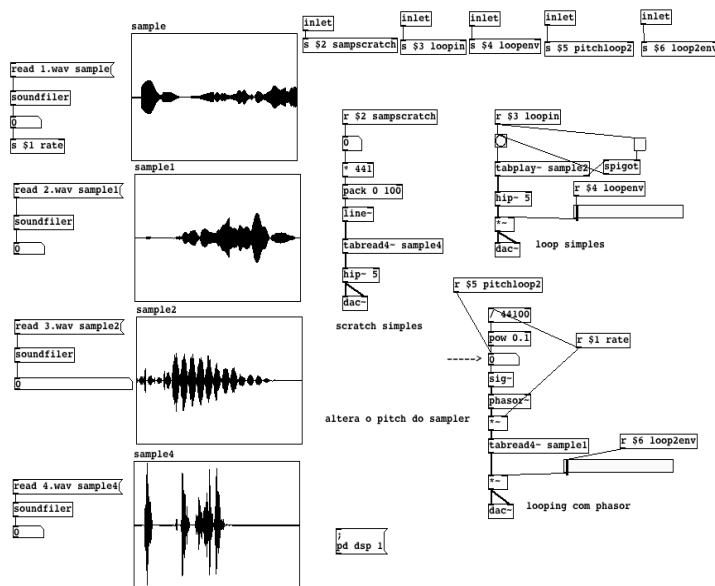 sample
inlet
inlet
inlet
inlet
inlet
s $2 sampscratch
s $3 loopin
s $4 loopenv
s $5 pitchloop2
s $6 loop2env
read 1.wav sample
soundfiler
0
s $1 rate
sample1
read 2.wav sample1
soundfiler
0
sample2
read 3.wav sample2
soundfiler
0
sample4
read 4.wav sample4
soundfiler
0
r $2 sampscratch
0
* 441
pack 0 100
line~
tabread4~ sample4
hip~ 5
dac~
scratch simples
r $3 loopin
tabplay~ sample2
spigot
r $4 loopenv
hip~ 5
*~
dac~
loop simples
r $5 pitchloop2
/ 44100
pow 0.1
r $1 rate
----->
0
sig~
phasor~
altera o pitch do sampler
*~
tabread4~ sample1
r $6 loop2env
*~
dac~
looping com phasor
;
pd dsp 1